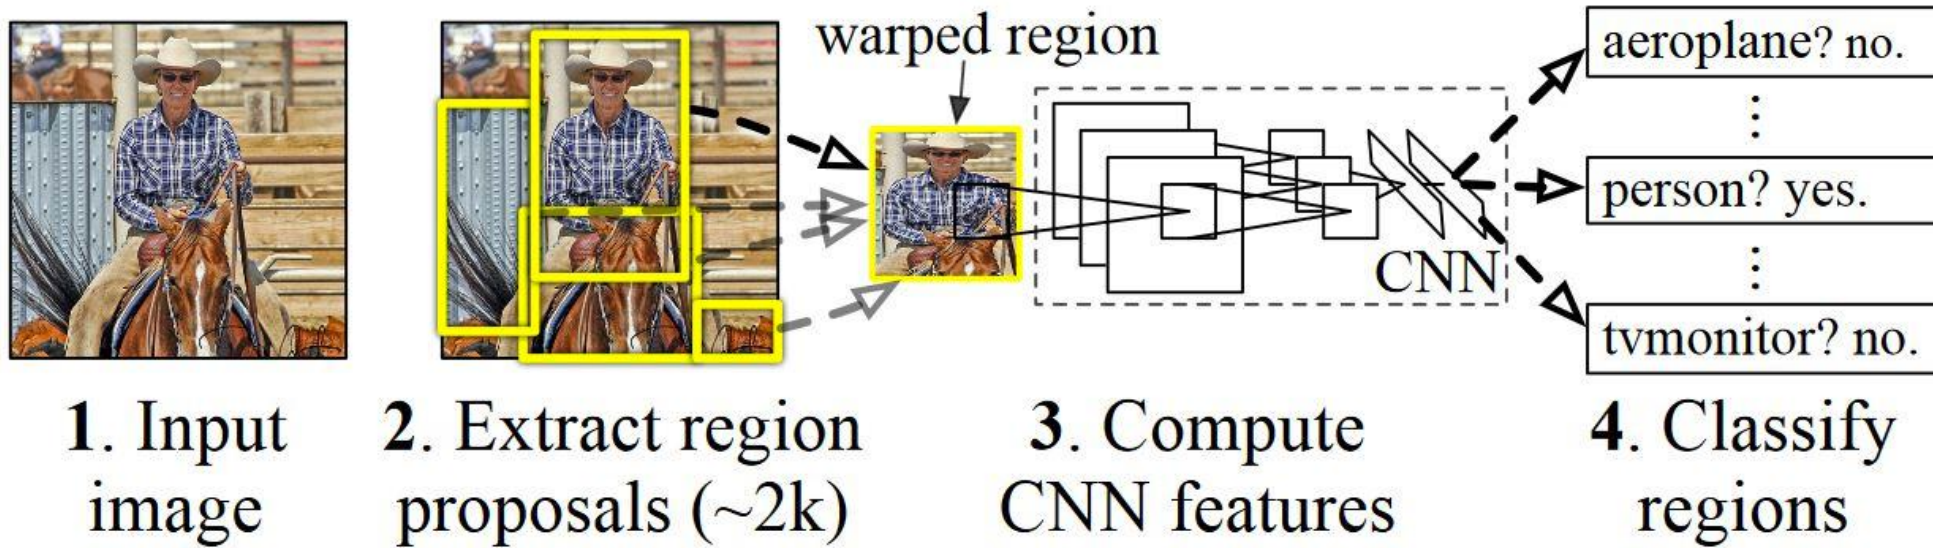 warped region
aeroplane? no.
person? yes.
CNN
tvmonitor? no.
1. Input
image
2. Extract region
proposals (~2k)
3. Compute
CNN features
4. Classify
regions